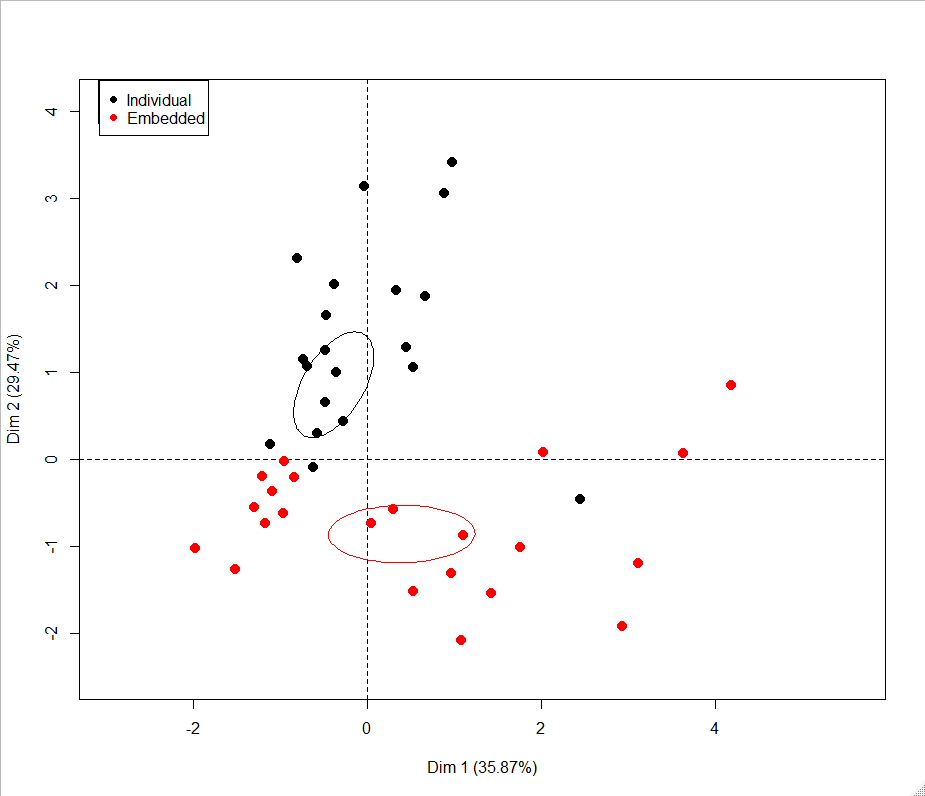 Individual
Embedded
4
3
2
1
0
-1
-2
Dim 2 (29.47%)
-2
0
2
4
Dim 1 (35.87%)